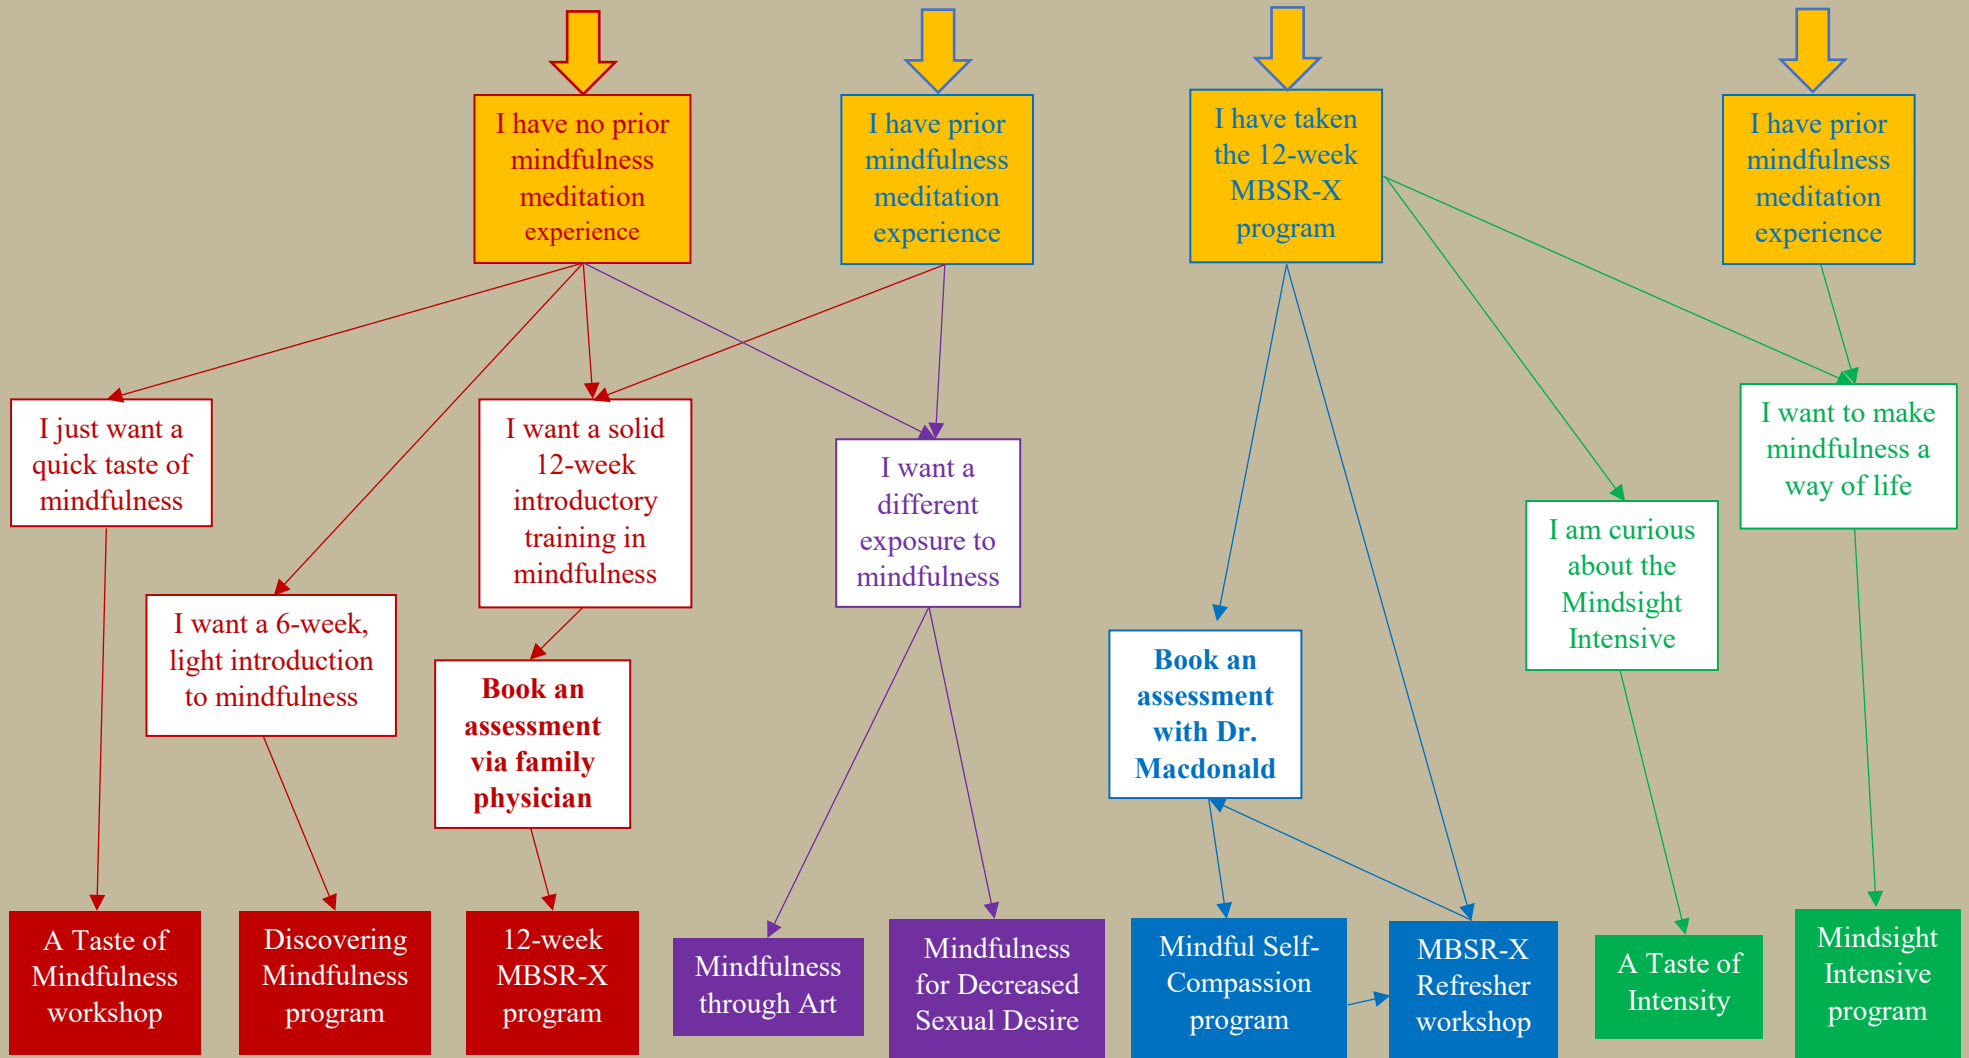 I have no prior
mindfulness
meditation
experience
I have prior
mindfulness
meditation
experience
I have taken
the 12-week
MBSR-X
program
I have prior
mindfulness
meditation
experience
I just want a
quick taste of
mindfulness
I want a solid
12-week
introductory
training in
mindfulness
I want a
different
exposure to
mindfulness
I want to make
mindfulness a
way of life
I am curious
about the
Mindsight
Intensive
I want a 6-week,
light introduction
to mindfulness
Book an
assessment
via family
physician
Book an
assessment
with Dr.
Macdonald
A Taste of
Mindfulness
workshop
Discovering
Mindfulness
program
12-week
MBSR-X
program
Mindfulness
through Art
Mindfulness
for Decreased
Sexual Desire
Mindful Self-
Compassion
program
MBSR-X
Refresher
workshop
A Taste of
Intensity
Mindsight
Intensive
program